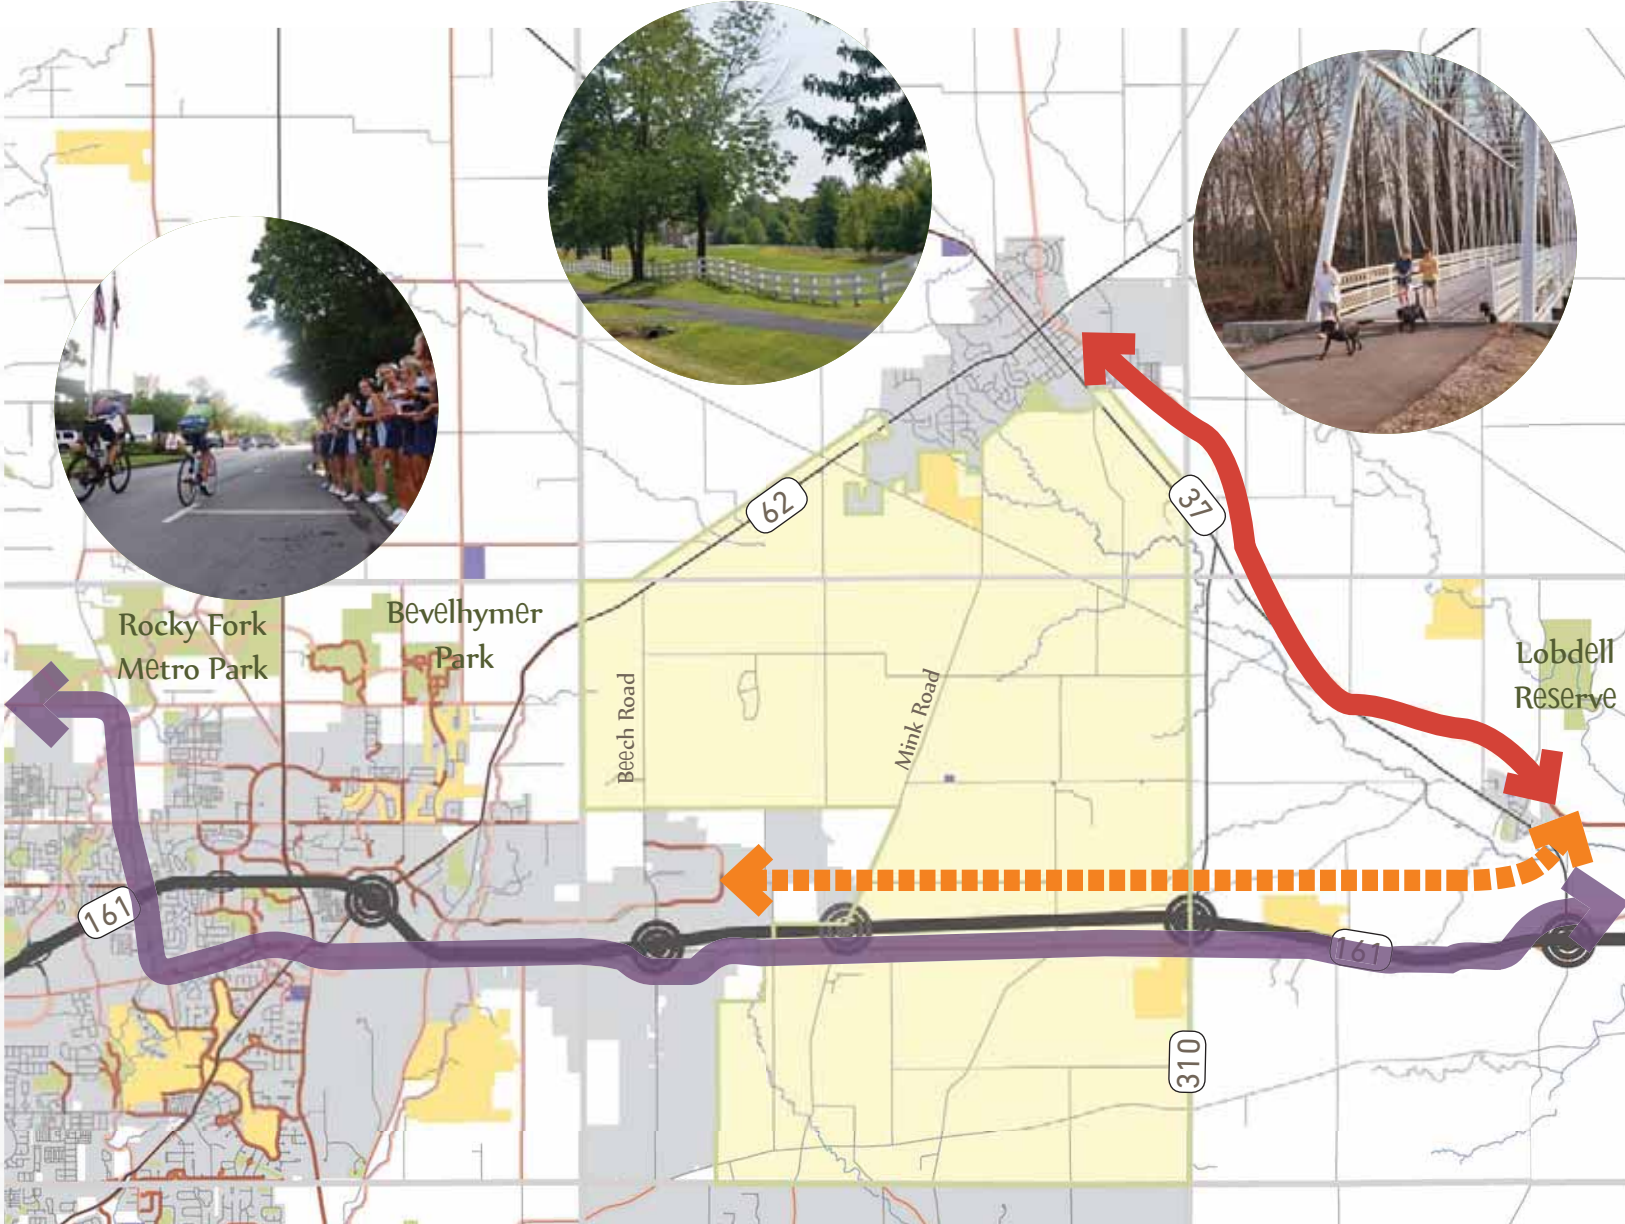 62
37
Rocky Fork
Metro Park
Bevelhymer
Park
Lobdell
Reserve
Beech Road
Mink Road
161
161
310